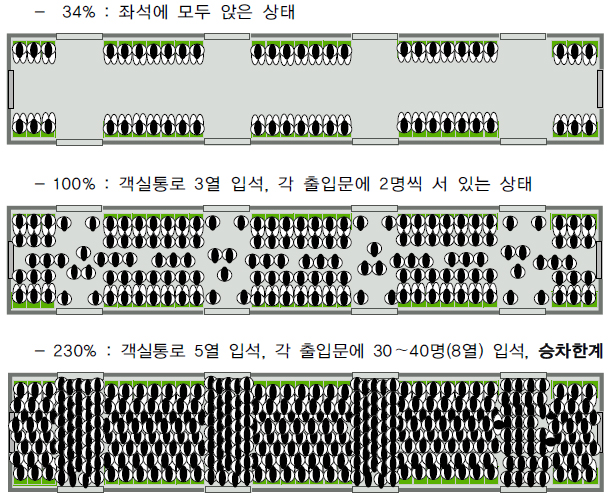 － 34% : 좌석에 모두 앉은 상태
－ 100% : 객실통로 3열 입석, 각 출입문에 2명씩 서 있는 상태
－ 230% : 객실통로 5열 입석, 각 출입문에 30～40명(8열) 입석, 승차한계